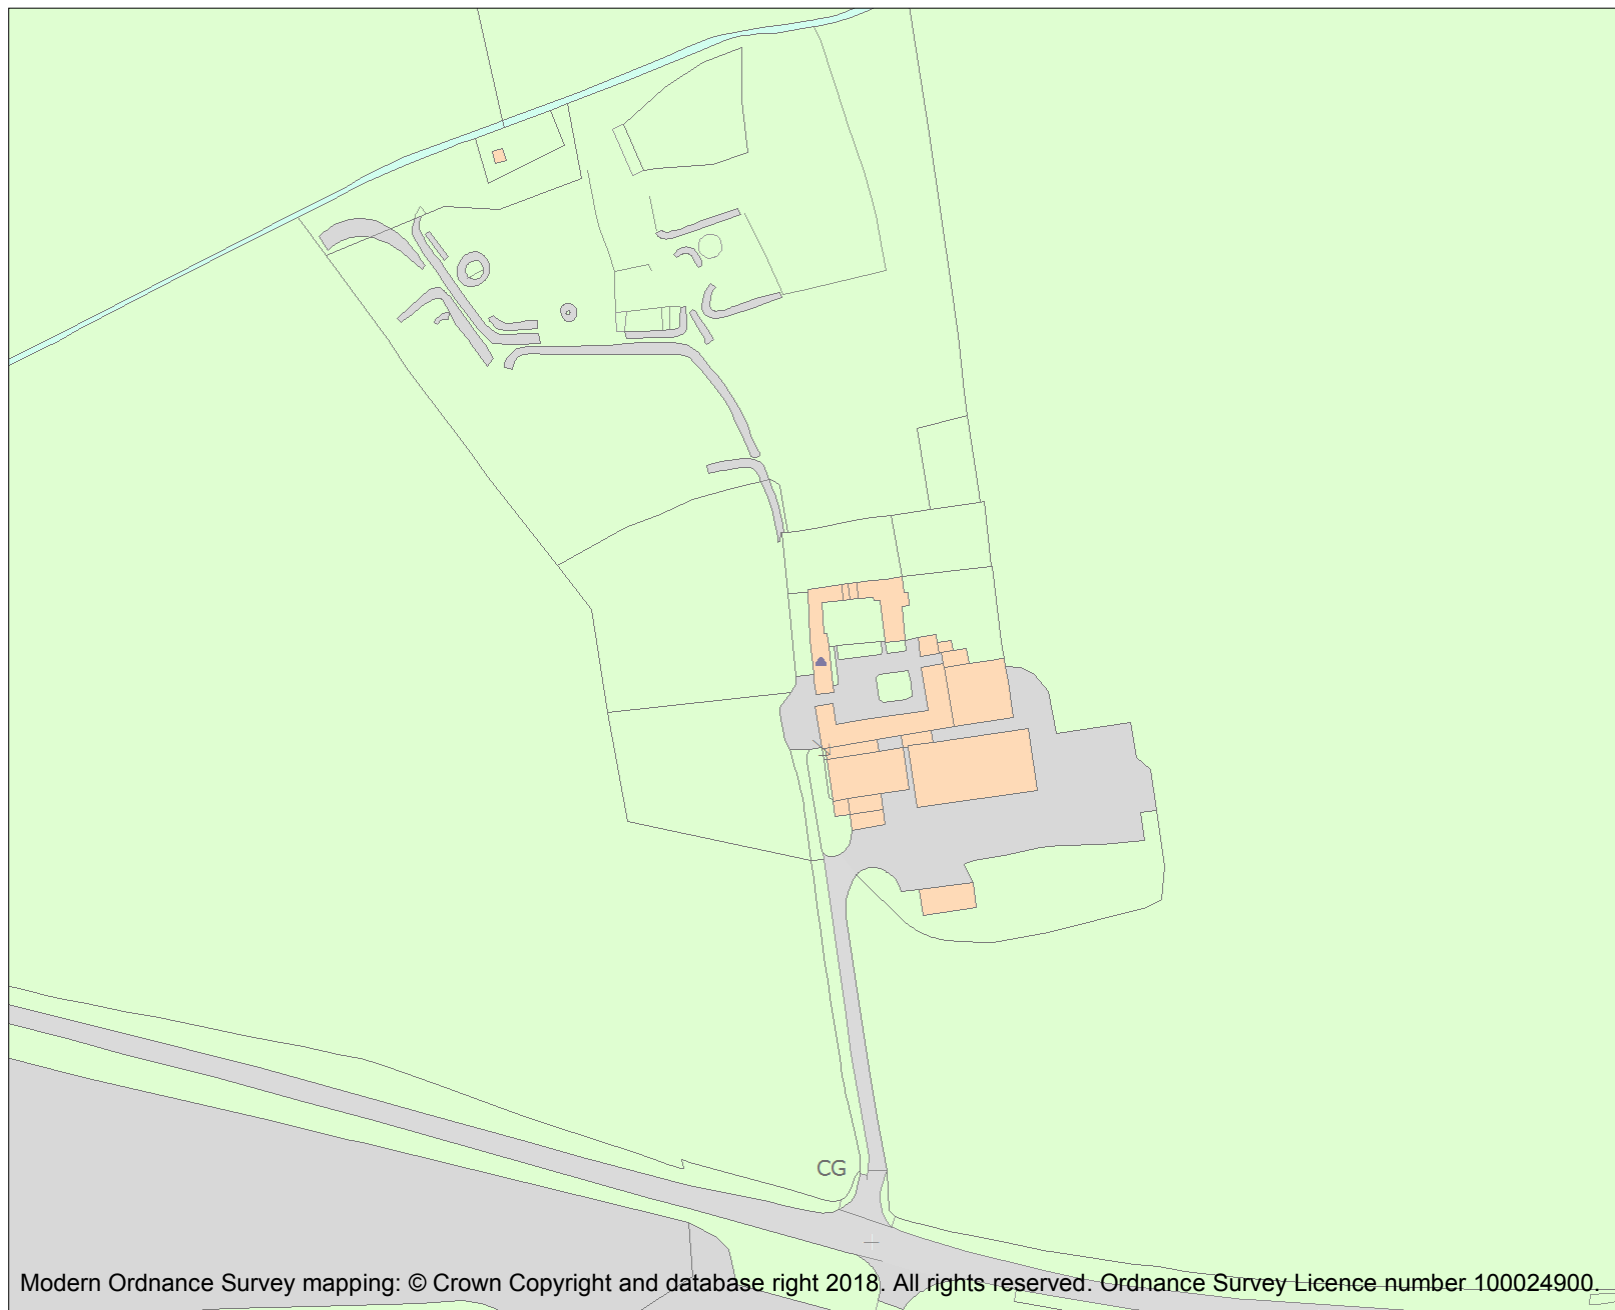 CG
Modern Ordnance Survey mapping: © Crown Copyright and database right 2018. All rights reserved. Ordnance Survey Licence number 100024900.